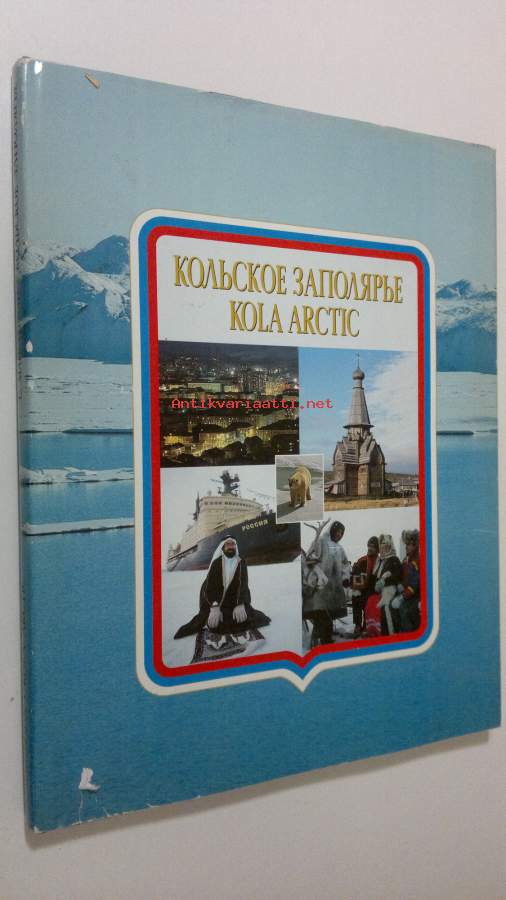 КОЛЬСКОЕ ЗАПОЛЯРЬЕ
KOLA ARCTIC
Antikvariaatti.net
РОССИЯ